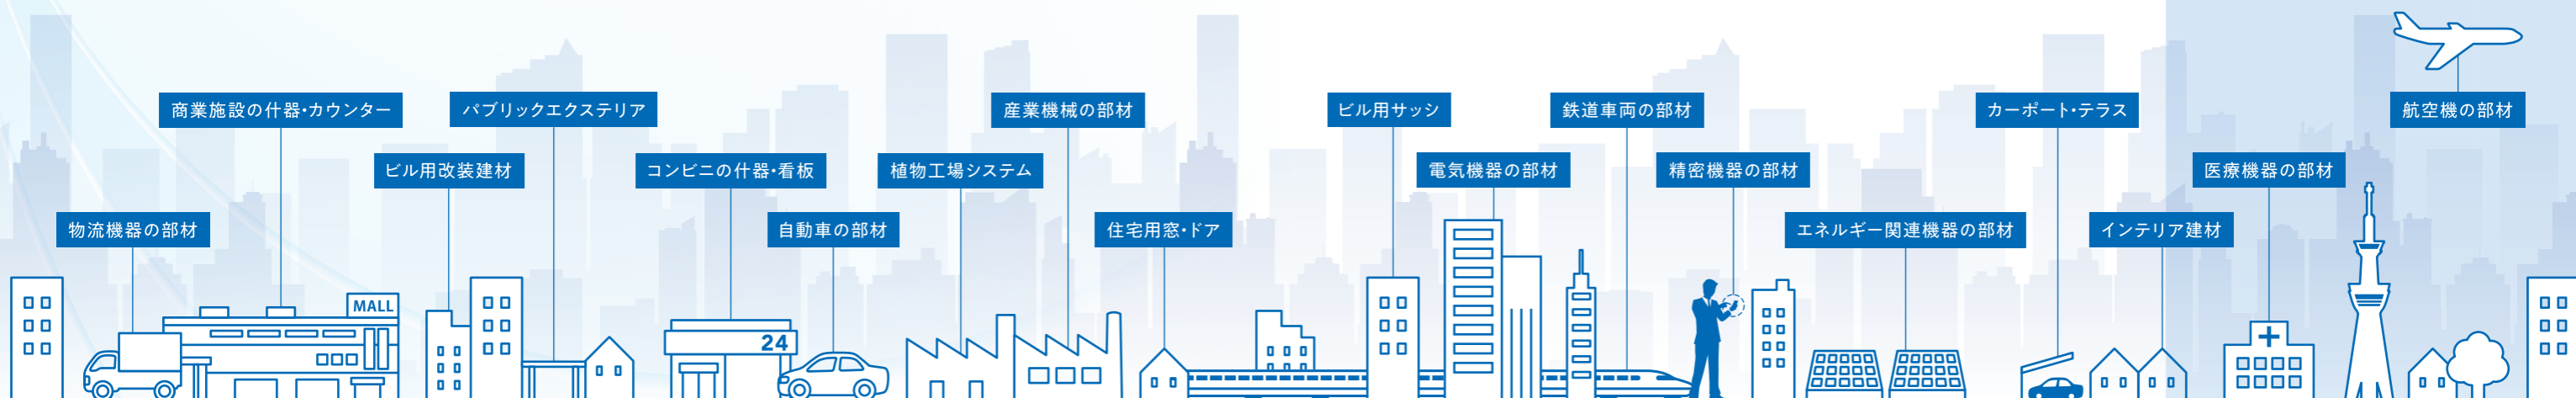 物流機器の部材
商業施設の什器・カウンター
MALL
ビル用改装建材
パブリックエクステリア
コンビニの什器・看板
24
自動車の部材
植物工場システム
産業機械の部材
住宅用窓・ドア
ビル用サッシ
電気機器の部材
鉄道車両の部材
精密機器の部材
エネルギー関連機器の部材
カーポート・テラス
インテリア建材
医療機器の部材
航空機の部材